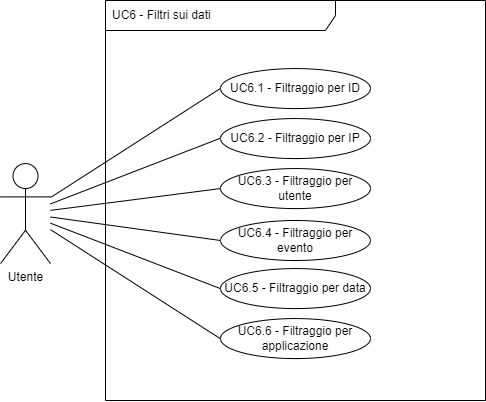 UC6 - Filtri sui dati
UC6.1 - Filtraggio per ID
UC6.2 - Filtraggio per IP
UC6.3 - Filtraggio per
utente
UC6.4 - Filtraggio per
evento
UC6.5 - Filtraggio per data
UC6.6 - Filtraggio per
applicazione
Utente